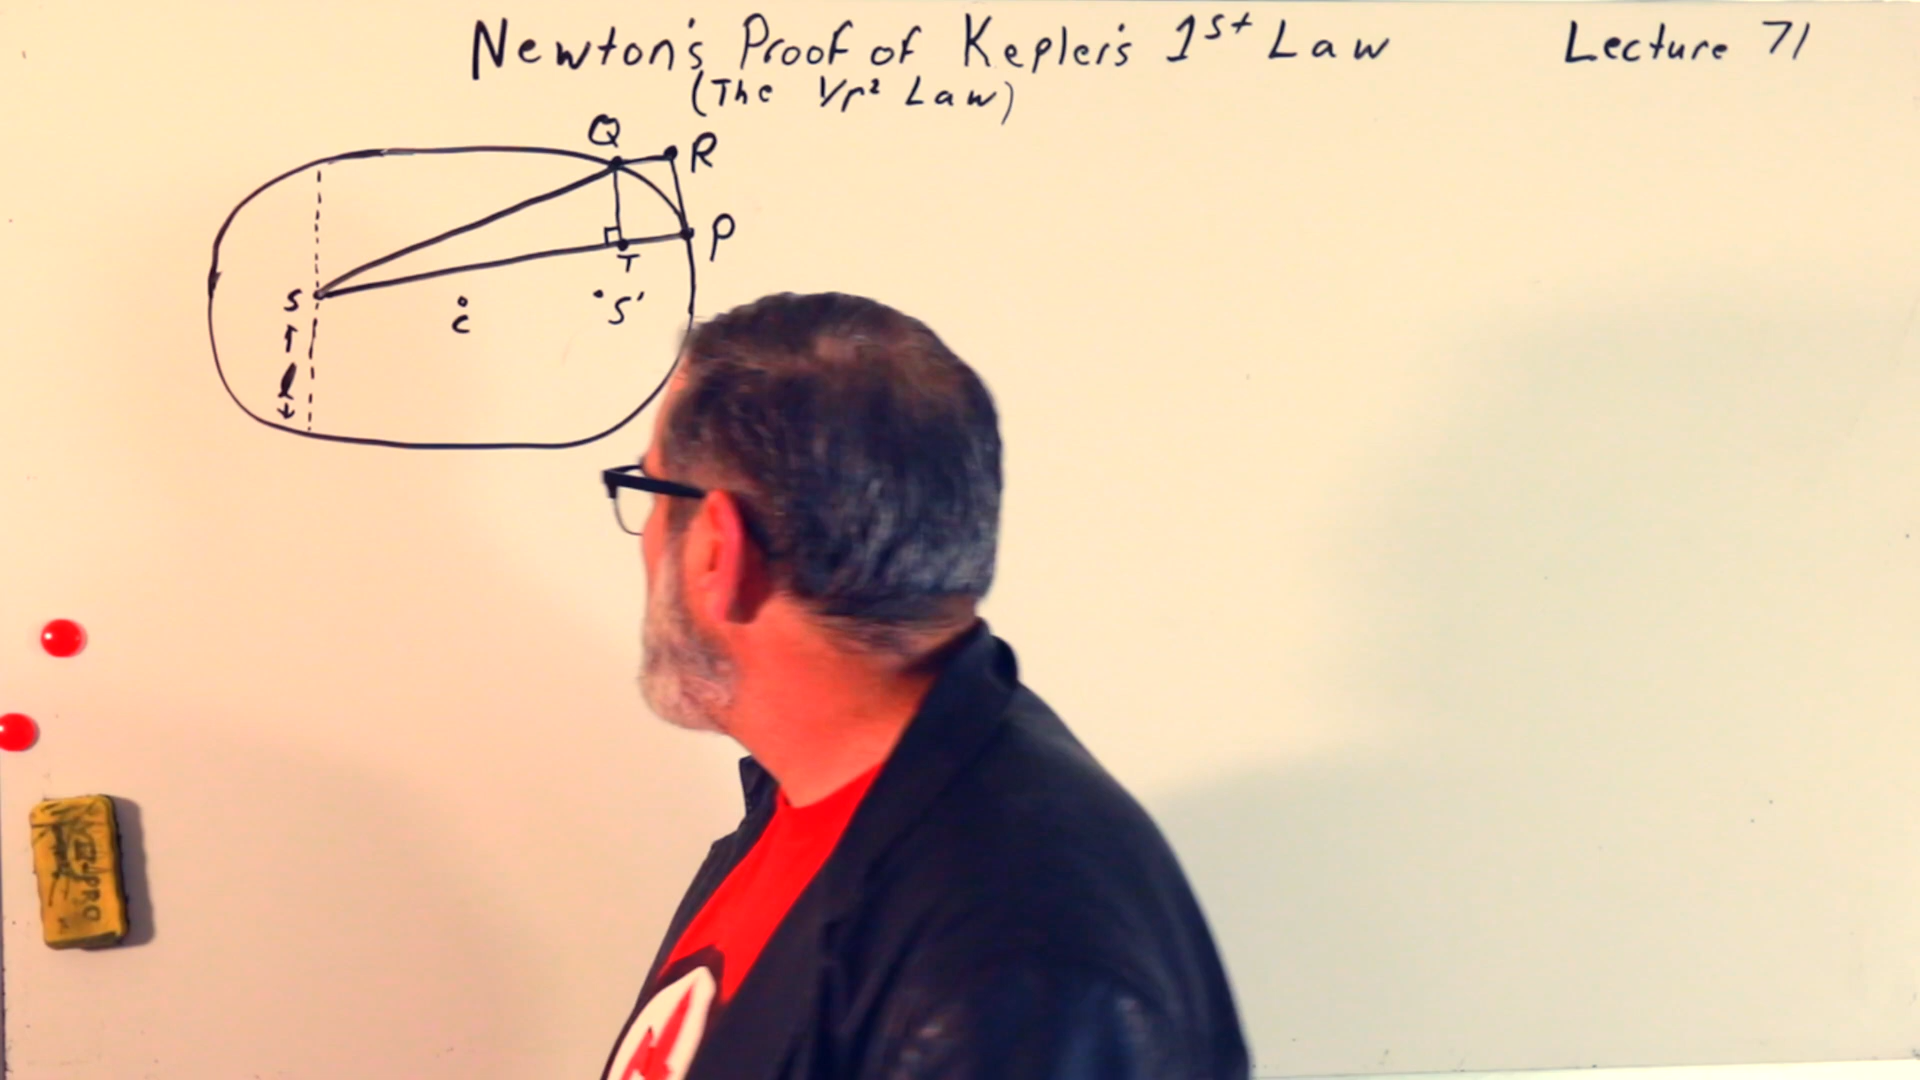 Newton's Proof of Kepler's 1st Law
Lecture 71
(The 1/r² Law)
Q
R
P
T
S
C
S'
l